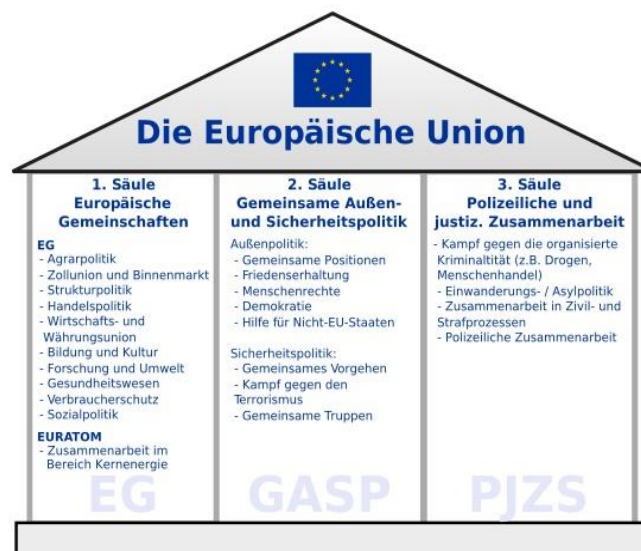 Die Europäische Union
1. Säule
Europäische
Gemeinschaften
EG
- Agrarpolitik
- Zollunion und Binnenmarkt
- Strukturpolitik
- Handelspolitik
- Wirtschafts- und
Währungsunion
- Bildung und Kultur
- Forschung und Umwelt
- Gesundheitswesen
- Verbraucherschutz
- Sozialpolitik
EURATOM
- Zusammenarbeit im
Bereich Kernenergie
EG
2. Säule
Gemeinsame Außen-
und Sicherheitspolitik
Außenpolitik:
- Gemeinsame Positionen
- Friedenserhaltung
- Menschenrechte
- Demokratie
- Hilfe für Nicht-EU-Staaten
Sicherheitspolitik:
- Gemeinsames Vorgehen
- Kampf gegen den
Terrorismus
- Gemeinsame Truppen
GASP
3. Säule
Polizeiliche und
justiz. Zusammenarbeit
- Kampf gegen die organisierte
Kriminaltität (z.B. Drogen,
Menschenhandel)
- Einwanderungs- / Asylpolitik
- Zusammenarbeit in Zivil- und
Strafprozessen
- Polizeiliche Zusammenarbeit
PJZS